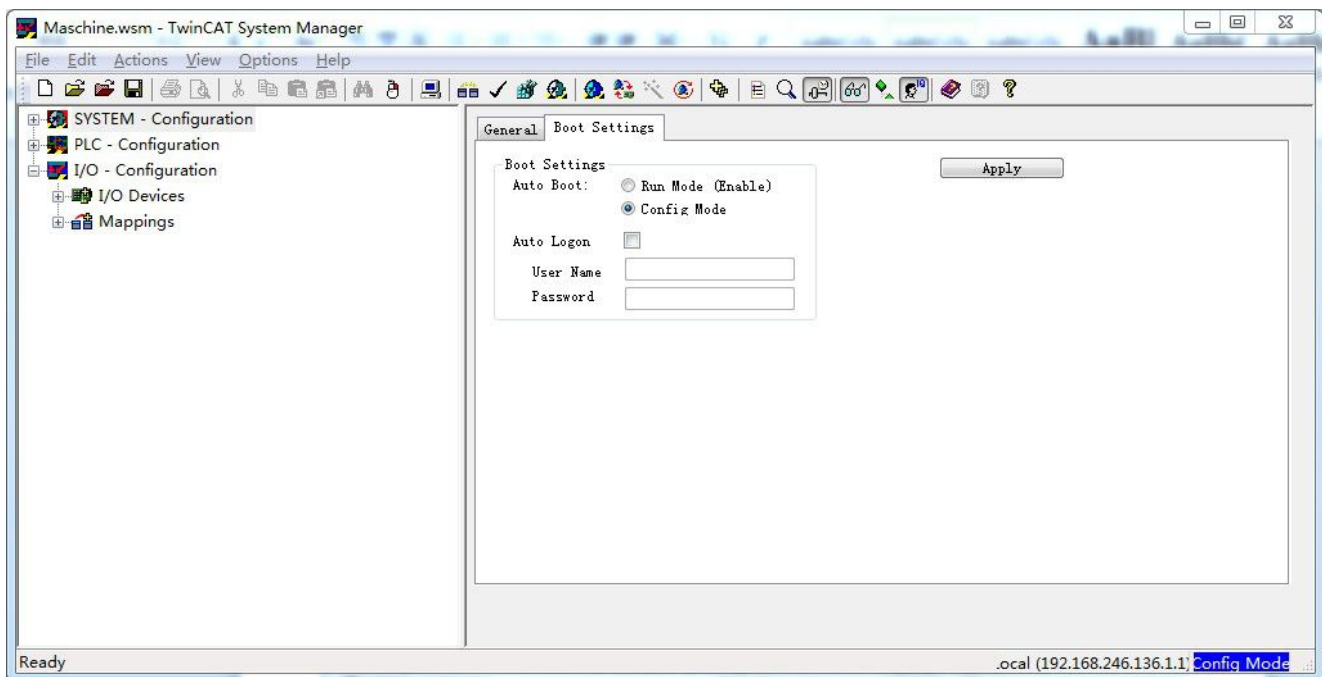 Maschine.wsm - TwinCAT System Manager
File Edit Actions View Options Help
SYSTEM - Configuration
PLC - Configuration
I/O - Configuration
I/O Devices
Mappings
General Boot Settings
Boot Settings
Auto Boot: Run Mode (Enable)
Config Mode
Apply
Auto Logon
User Name
Password
Ready .ocal (192.168.246.136.1.1) Config Mode